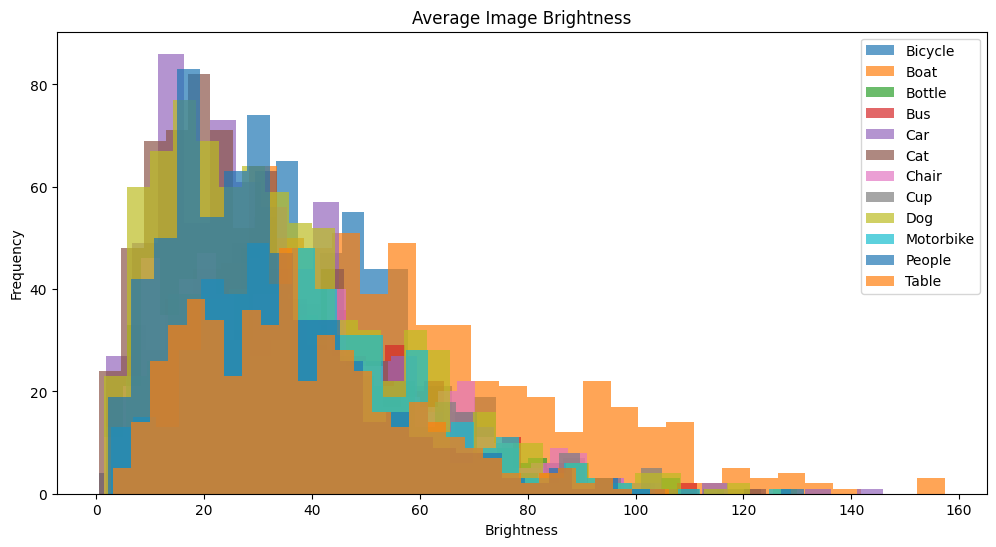 Average Image Brightness
Bicycle
Boat
Bottle
Bus
Car
Cat
Chair
Cup
Dog
Motorbike
People
Table
Frequency
80
60
40
20
0
0 20 40 60 80 100 120 140 160
Brightness